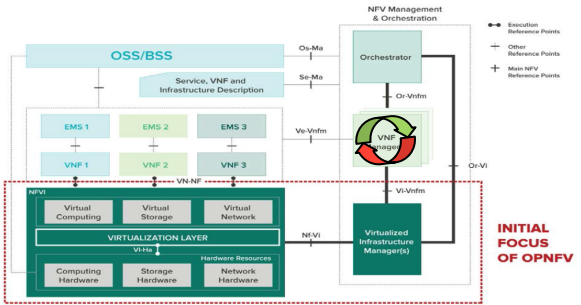 NFV Management
& Orchestration
Execution
Reference Points
Other
Reference Points
Main NFV
Reference Points
OSS/BSS
Os-Ma
Orchestrator
Service, VNF and
Infrastructure Description
Se-Ma
Or-Vnfm
EMS 1
EMS 2
EMS 3
Ve-Vnfm
VNF
Manager
VNF 1
VNF 2
VNF 3
Or-Vi
VN-NF
Vi-Vnfm
NFVI
Virtual
Computing
Virtual
Storage
Virtual
Network
VIRTUALIZATION LAYER
Nf-Vi
Virtualized
Infrastructure
Manager(s)
VI-Ha
Hardware Resources
Computing
Hardware
Storage
Hardware
Network
Hardware
INITIAL
FOCUS
OF OPNFV